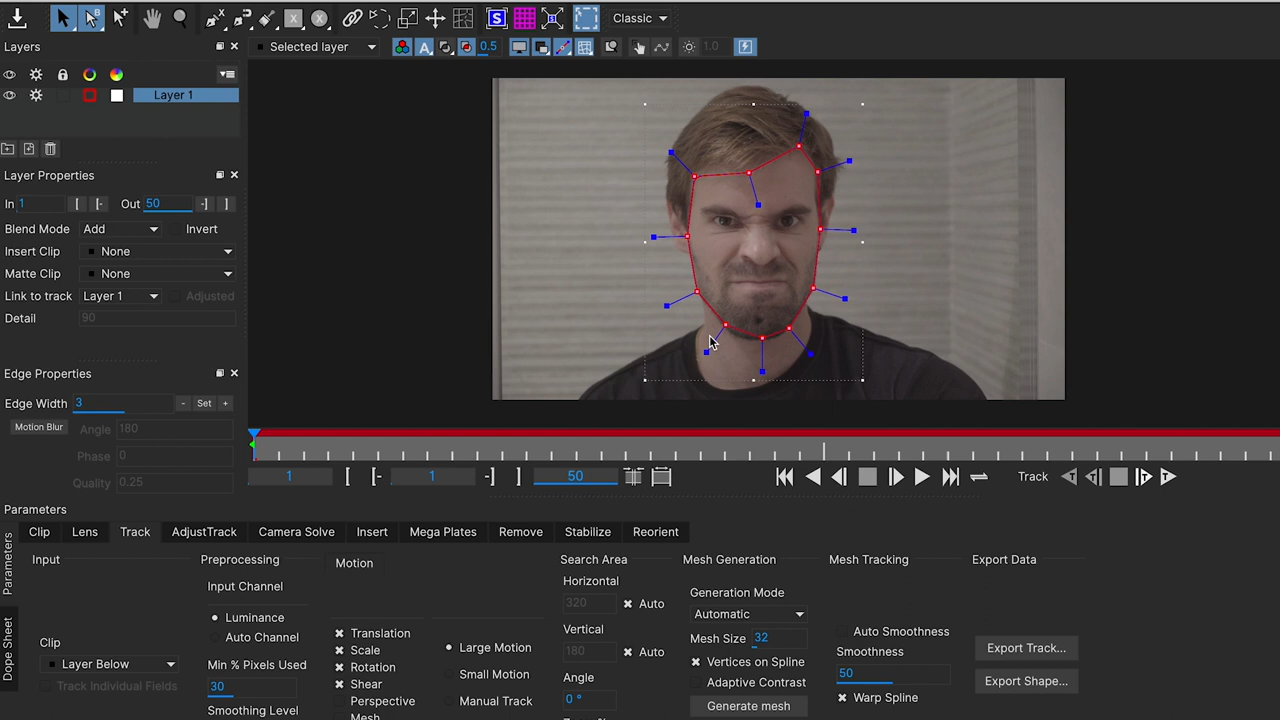 Classic
Layers
Selected layer
0.5
1.0
Layer 1
Layer Properties
In 1 [ [- Out 50 -] ]
Blend Mode Add Invert
Insert Clip None
Matte Clip None
Link to track Layer 1 Adjusted
Detail 90
Edge Properties
Edge Width 3 - Set +
Motion Blur Angle 180
Phase 0
Quality 0.25
1 [ [- 1 -] ] 50 Track
Parameters
Parameters
Dope Sheet
Clip Lens Track AdjustTrack Camera Solve Insert Mega Plates Remove Stabilize Reorient
Input
Clip
Layer Below
Track Individual Fields
Preprocessing
Input Channel
Luminance
Auto Channel
Min % Pixels Used
30
Smoothing Level
Motion
Translation
Scale
Rotation
Shear
Perspective
Mesh
Large Motion
Small Motion
Manual Track
Search Area
Horizontal
320 Auto
Vertical
180 Auto
Angle
0 °
Mesh Generation
Generation Mode
Automatic
Mesh Size 32
Vertices on Spline
Adaptive Contrast
Generate mesh
Mesh Tracking
Auto Smoothness
Smoothness
50
Warp Spline
Export Data
Export Track...
Export Shape...